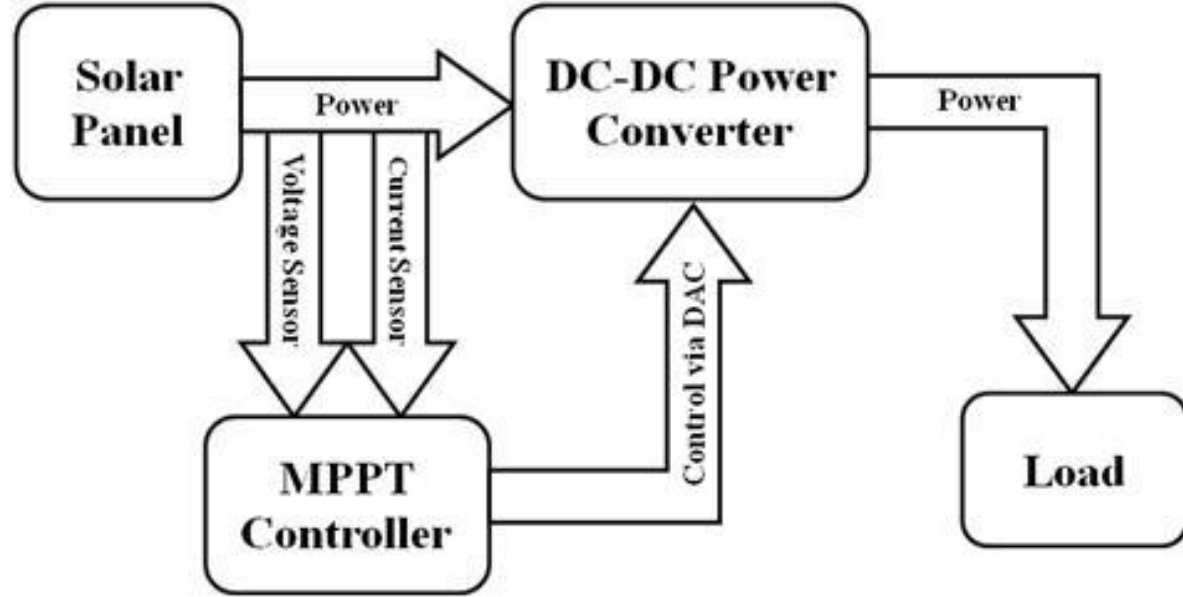 Solar
Panel
Power
DC-DC Power
Converter
Power
Voltage Sensor
Current Sensor
Control via DAC
MPPT
Controller
Load